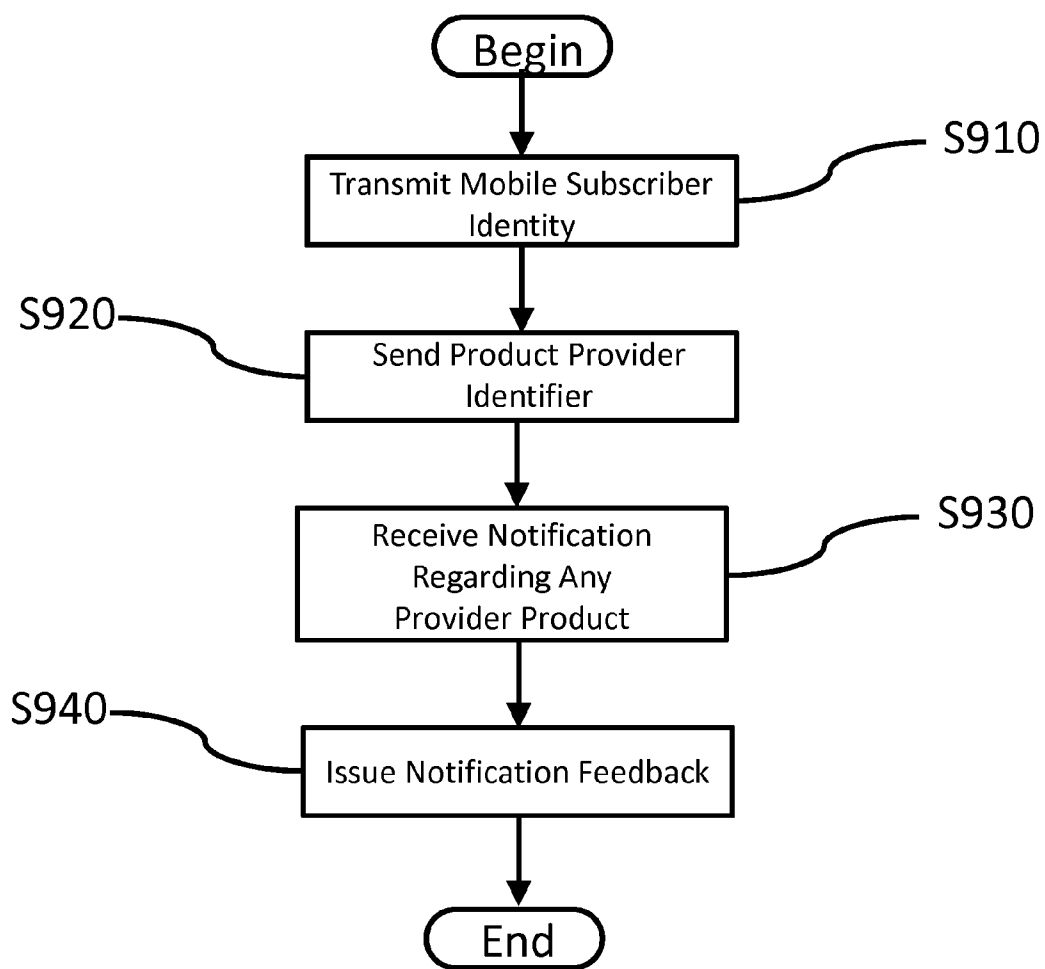 Begin
S910
Transmit Mobile Subscriber
Identity
S920
Send Product Provider
Identifier
S930
Receive Notification
Regarding Any
Provider Product
S940
Issue Notification Feedback
End